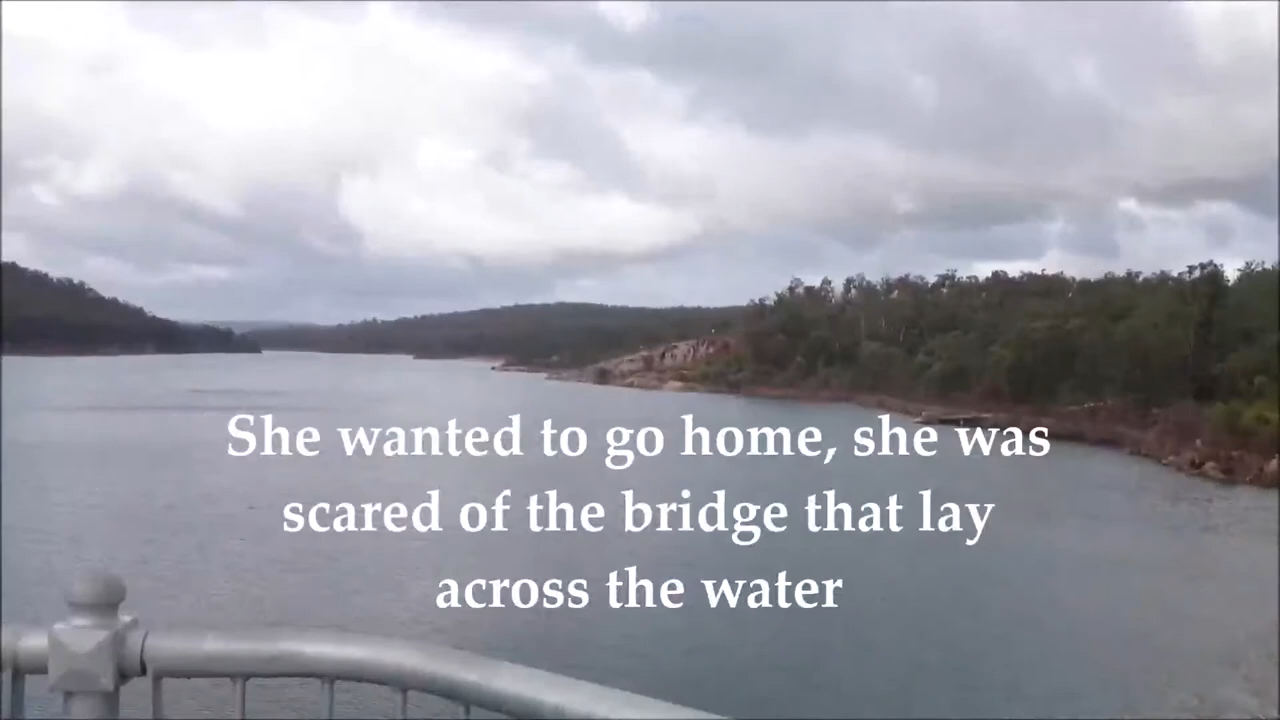 She wanted to go home, she was
scared of the bridge that lay
across the water